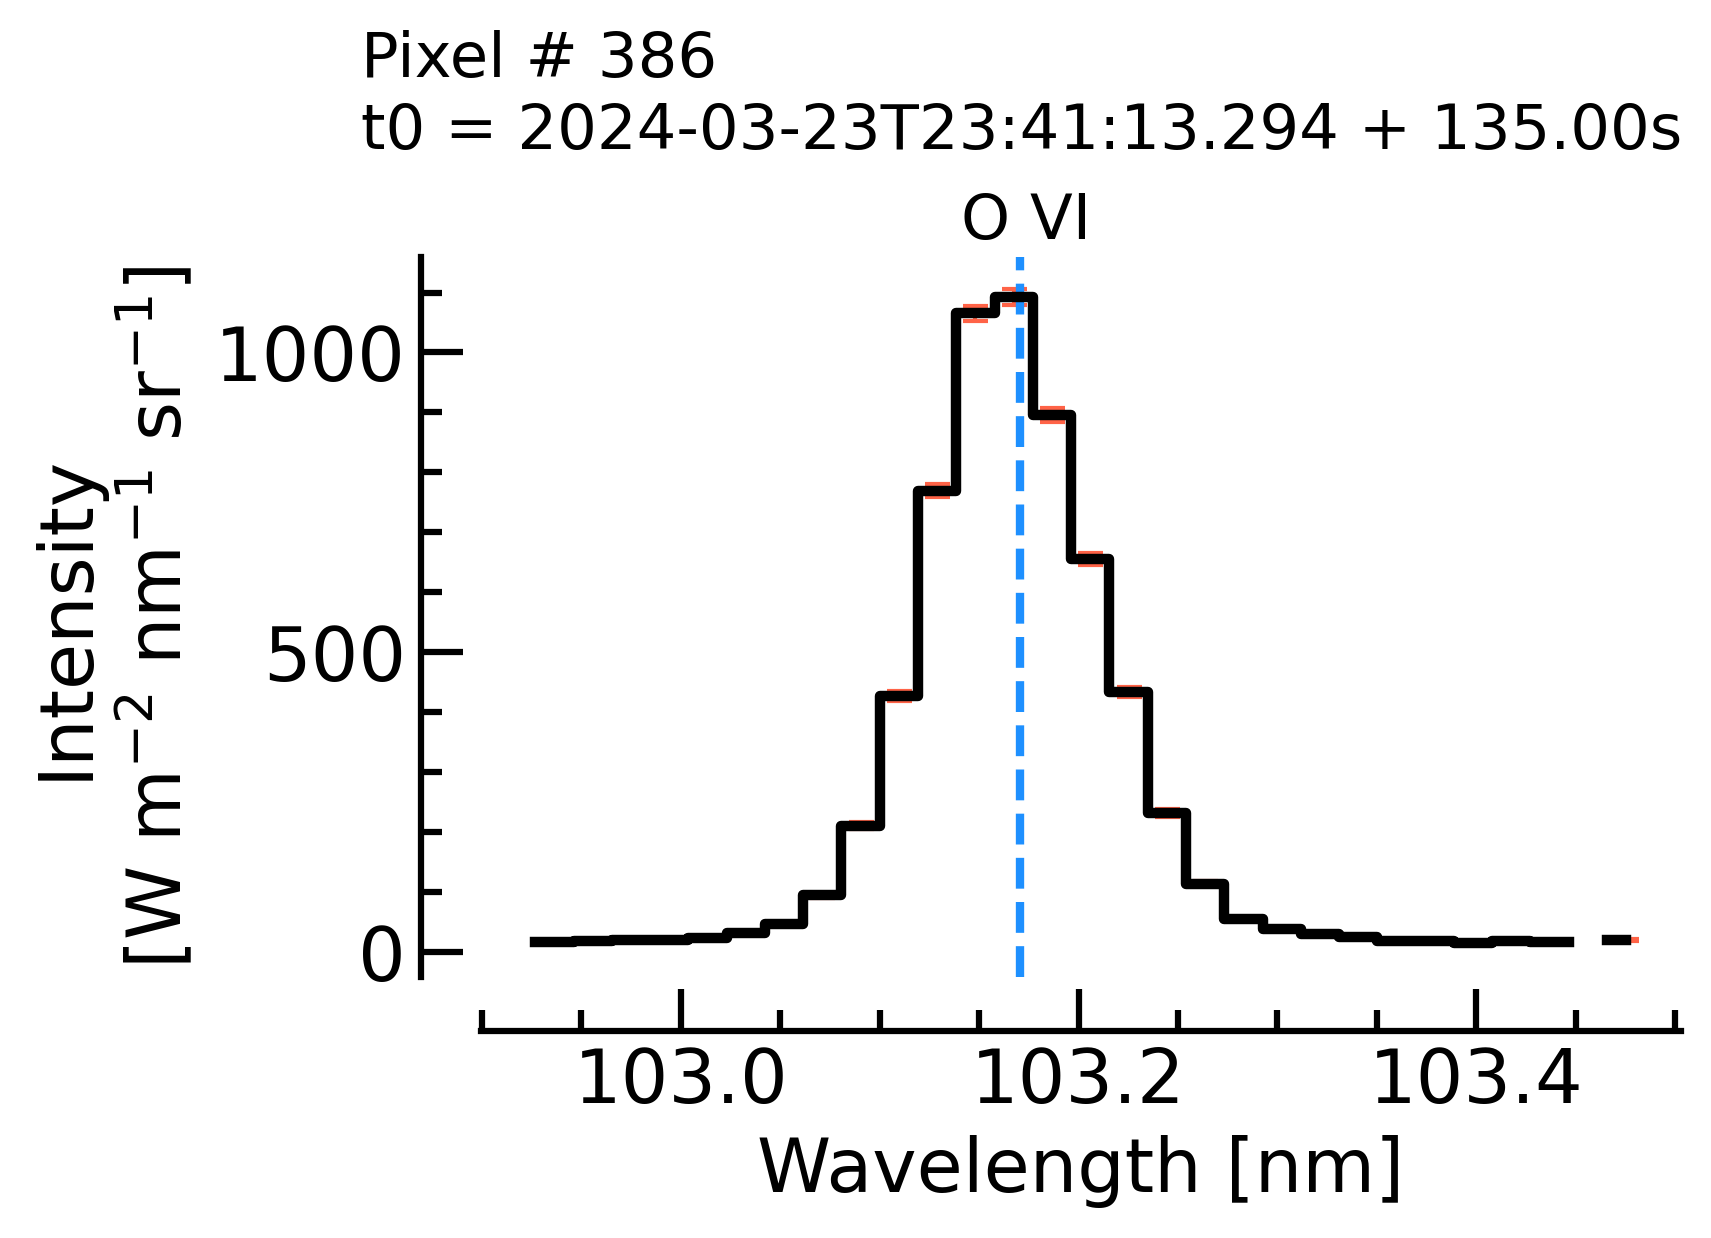 Pixel # 386
t0 = 2024-03-23T23:41:13.294 + 135.00s
O VI
Intensity
[W m⁻² nm⁻¹ sr⁻¹]
1000
500
0
103.0 103.2 103.4
Wavelength [nm]